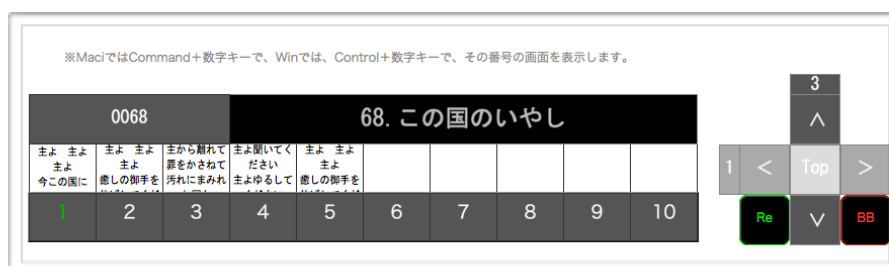 ※MaciではCommand+数字キーで、Winでは、Control+数字キーで、その番号の画面を表示します。
3
0068
68. この国のいやし
∧
主よ 主よ
主よ
今この国に
主よ 主よ
主よ
癒しの御手を
主から離れて
罪をかさねて
汚れにまみれ
主よ聞いてく
ださい
主よゆるして
主よ 主よ
主よ
癒しの御手を
1 < Top >
1 2 3 4 5 6 7 8 9 10
Re ∨ BB